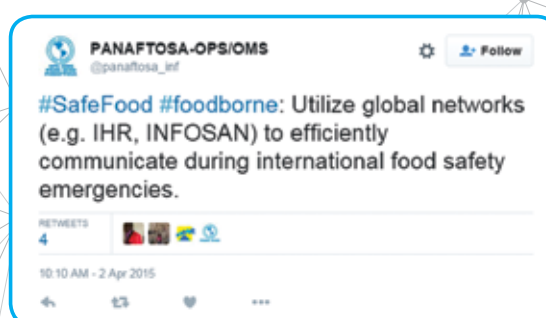 PANAFTOSA-OPS/OMS
@panaftosa_inf
Follow
#SafeFood #foodborne: Utilize global networks
(e.g. IHR, INFOSAN) to efficiently
communicate during international food safety
emergencies.
RETWEETS
4
10:10 AM - 2 Apr 2015